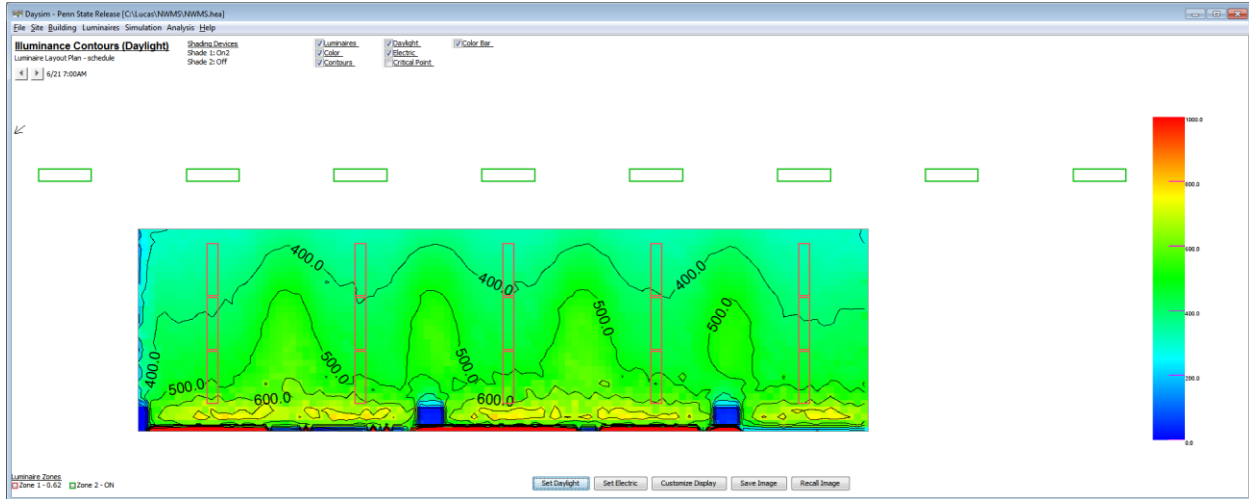 Daysim - Penn State Release [C:\Lucas\NWMS\NWMS.hea]
File Site Building Luminaires Simulation Analysis Help
Illuminance Contours (Daylight)
Luminaire Layout Plan - schedule
6/21 7:00AM
Shading Devices
Shade 1: On2
Shade 2: Off
Luminaires Daylight Color Bar
Color Electric
Contours Critical Point
1000.0
800.0
600.0
400.0
200.0
0.0
400.0
400.0
400.0
400.0
500.0
500.0
500.0
500.0
500.0
600.0
600.0
Luminaire Zones
Zone 1 - 0.62 Zone 2 - ON
Set Daylight Set Electric Customize Display Save Image Recall Image